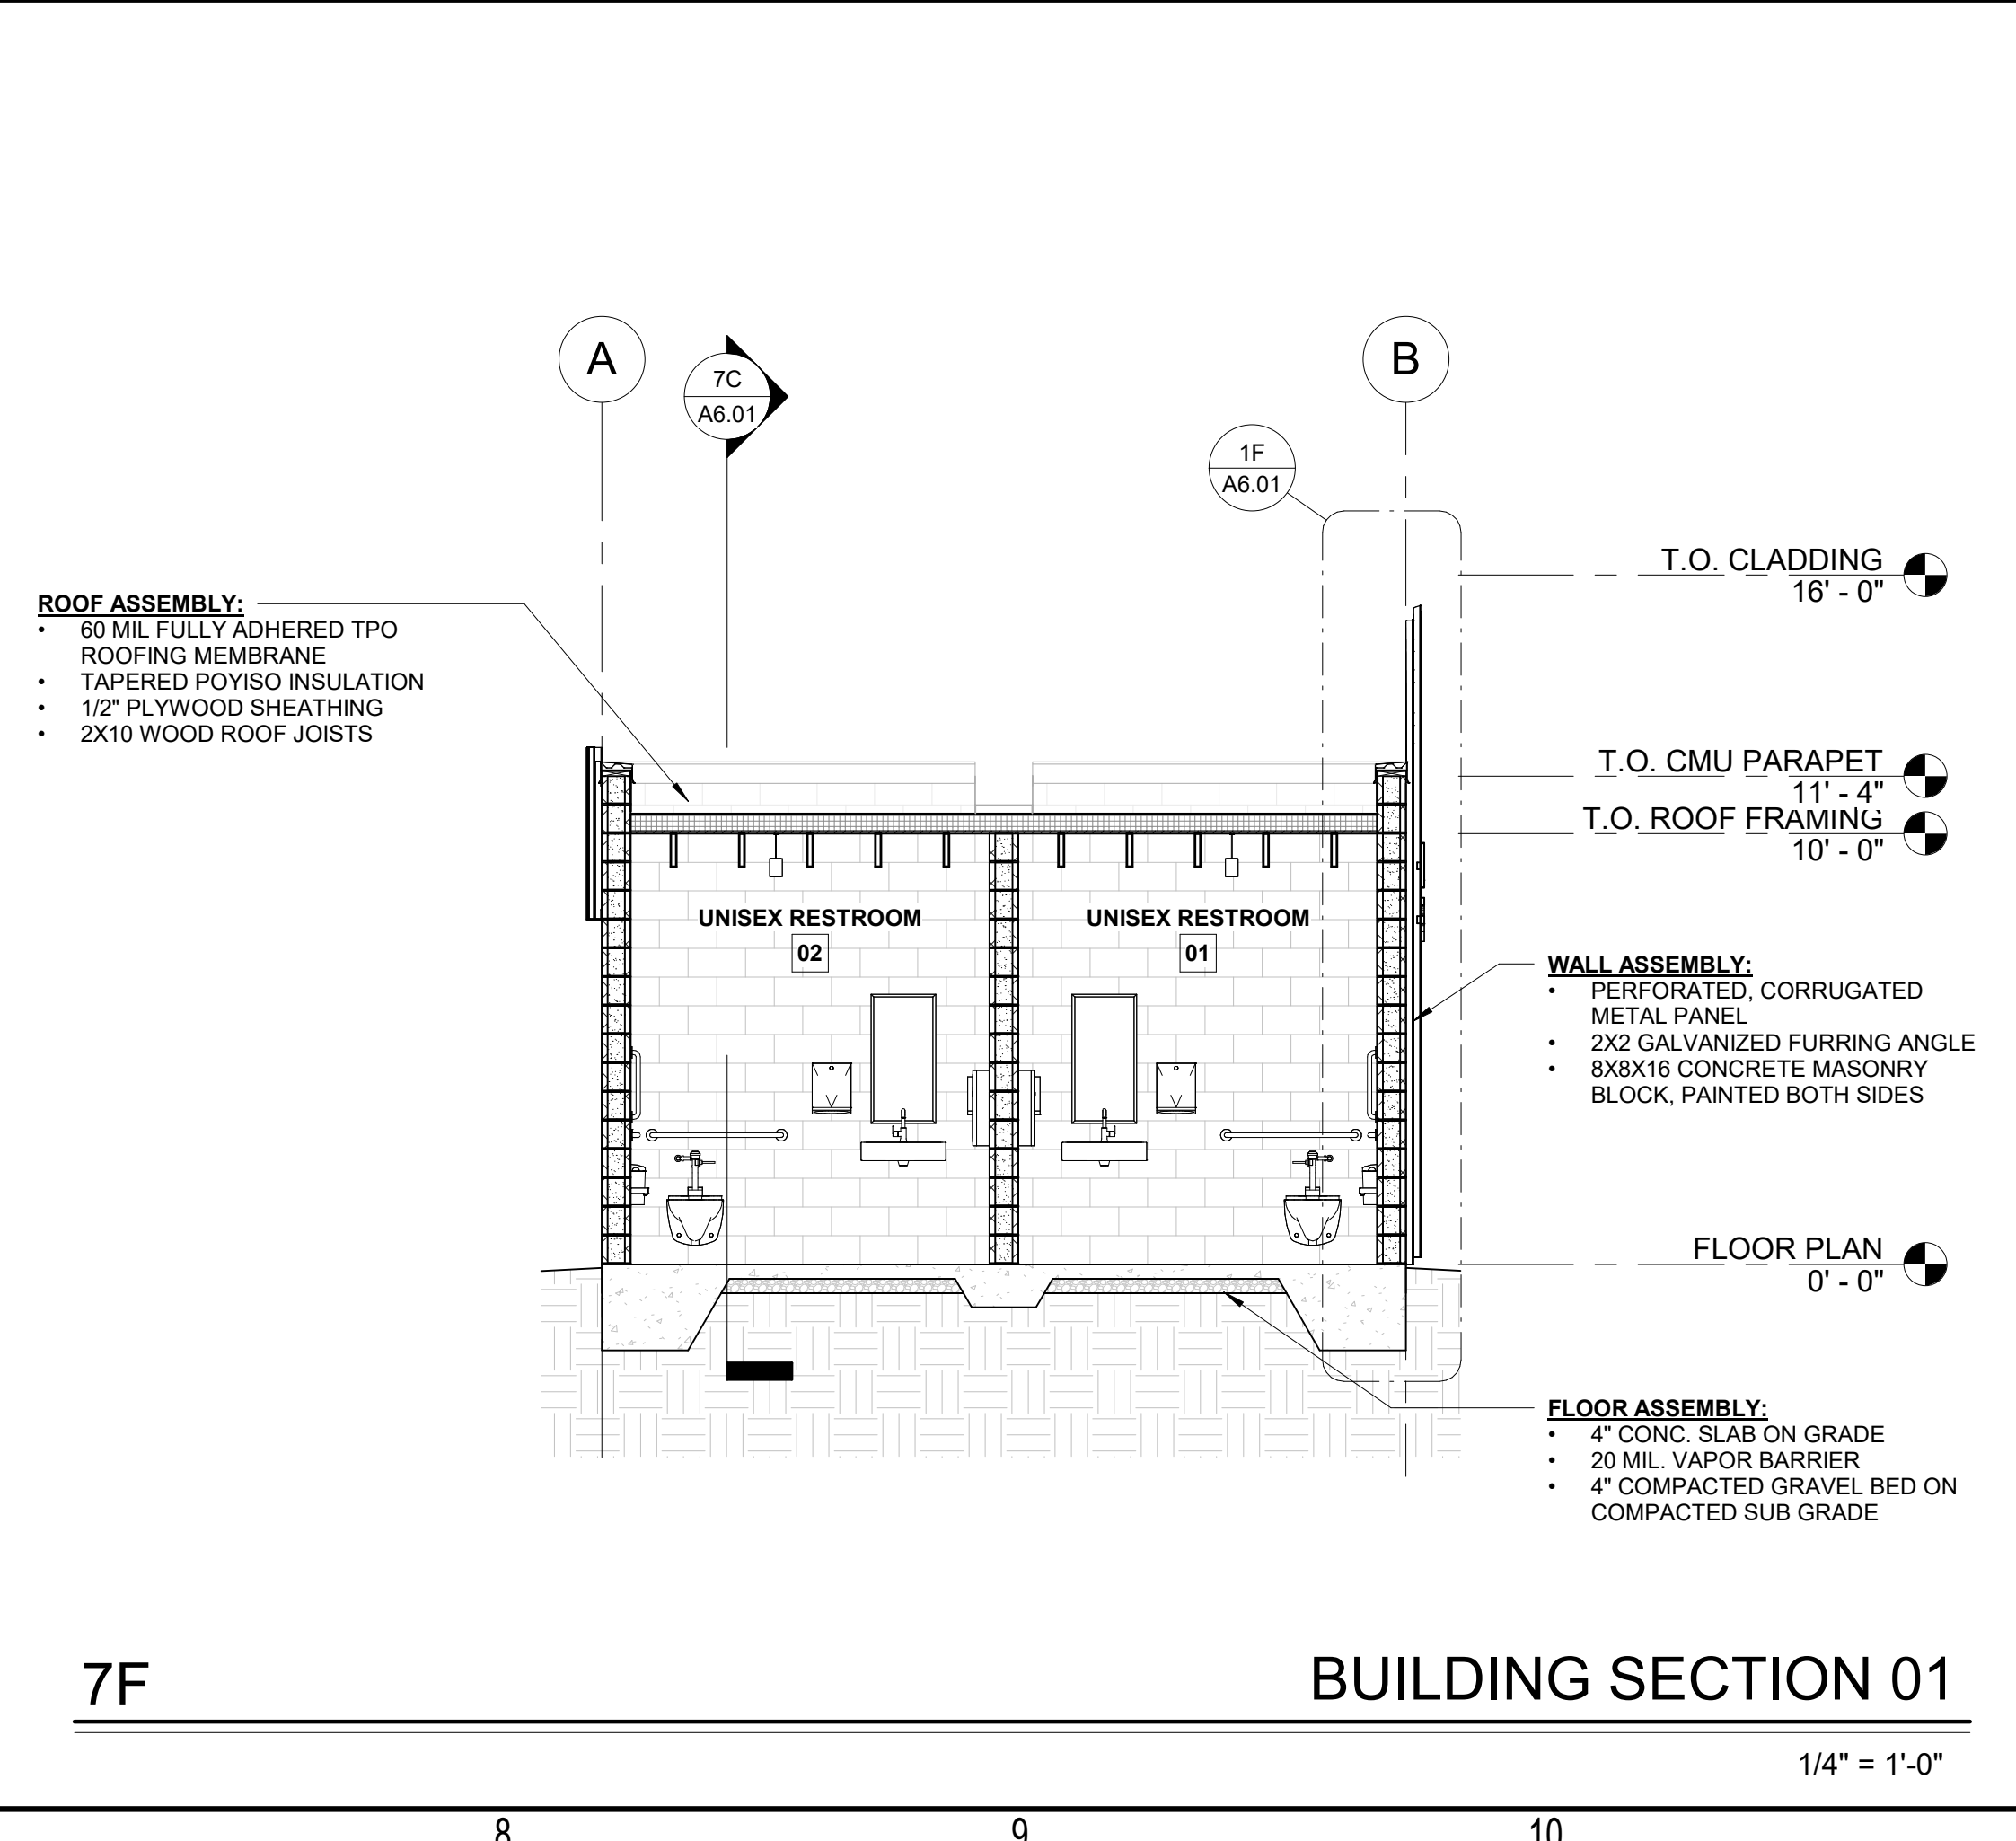 A
B
7C
A6.01
1F
A6.01
T.O. CLADDING
16' - 0"
ROOF ASSEMBLY:
• 60 MIL FULLY ADHERED TPO
ROOFING MEMBRANE
• TAPERED POYISO INSULATION
• 1/2" PLYWOOD SHEATHING
• 2X10 WOOD ROOF JOISTS
T.O. CMU PARAPET
11' - 4"
T.O. ROOF FRAMING
10' - 0"
UNISEX RESTROOM
02
UNISEX RESTROOM
01
WALL ASSEMBLY:
• PERFORATED, CORRUGATED
METAL PANEL
• 2X2 GALVANIZED FURRING ANGLE
• 8X8X16 CONCRETE MASONRY
BLOCK, PAINTED BOTH SIDES
FLOOR PLAN
0' - 0"
FLOOR ASSEMBLY:
• 4" CONC. SLAB ON GRADE
• 20 MIL. VAPOR BARRIER
• 4" COMPACTED GRAVEL BED ON
COMPACTED SUB GRADE
7F
BUILDING SECTION 01
1/4" = 1'-0"
8
9
10